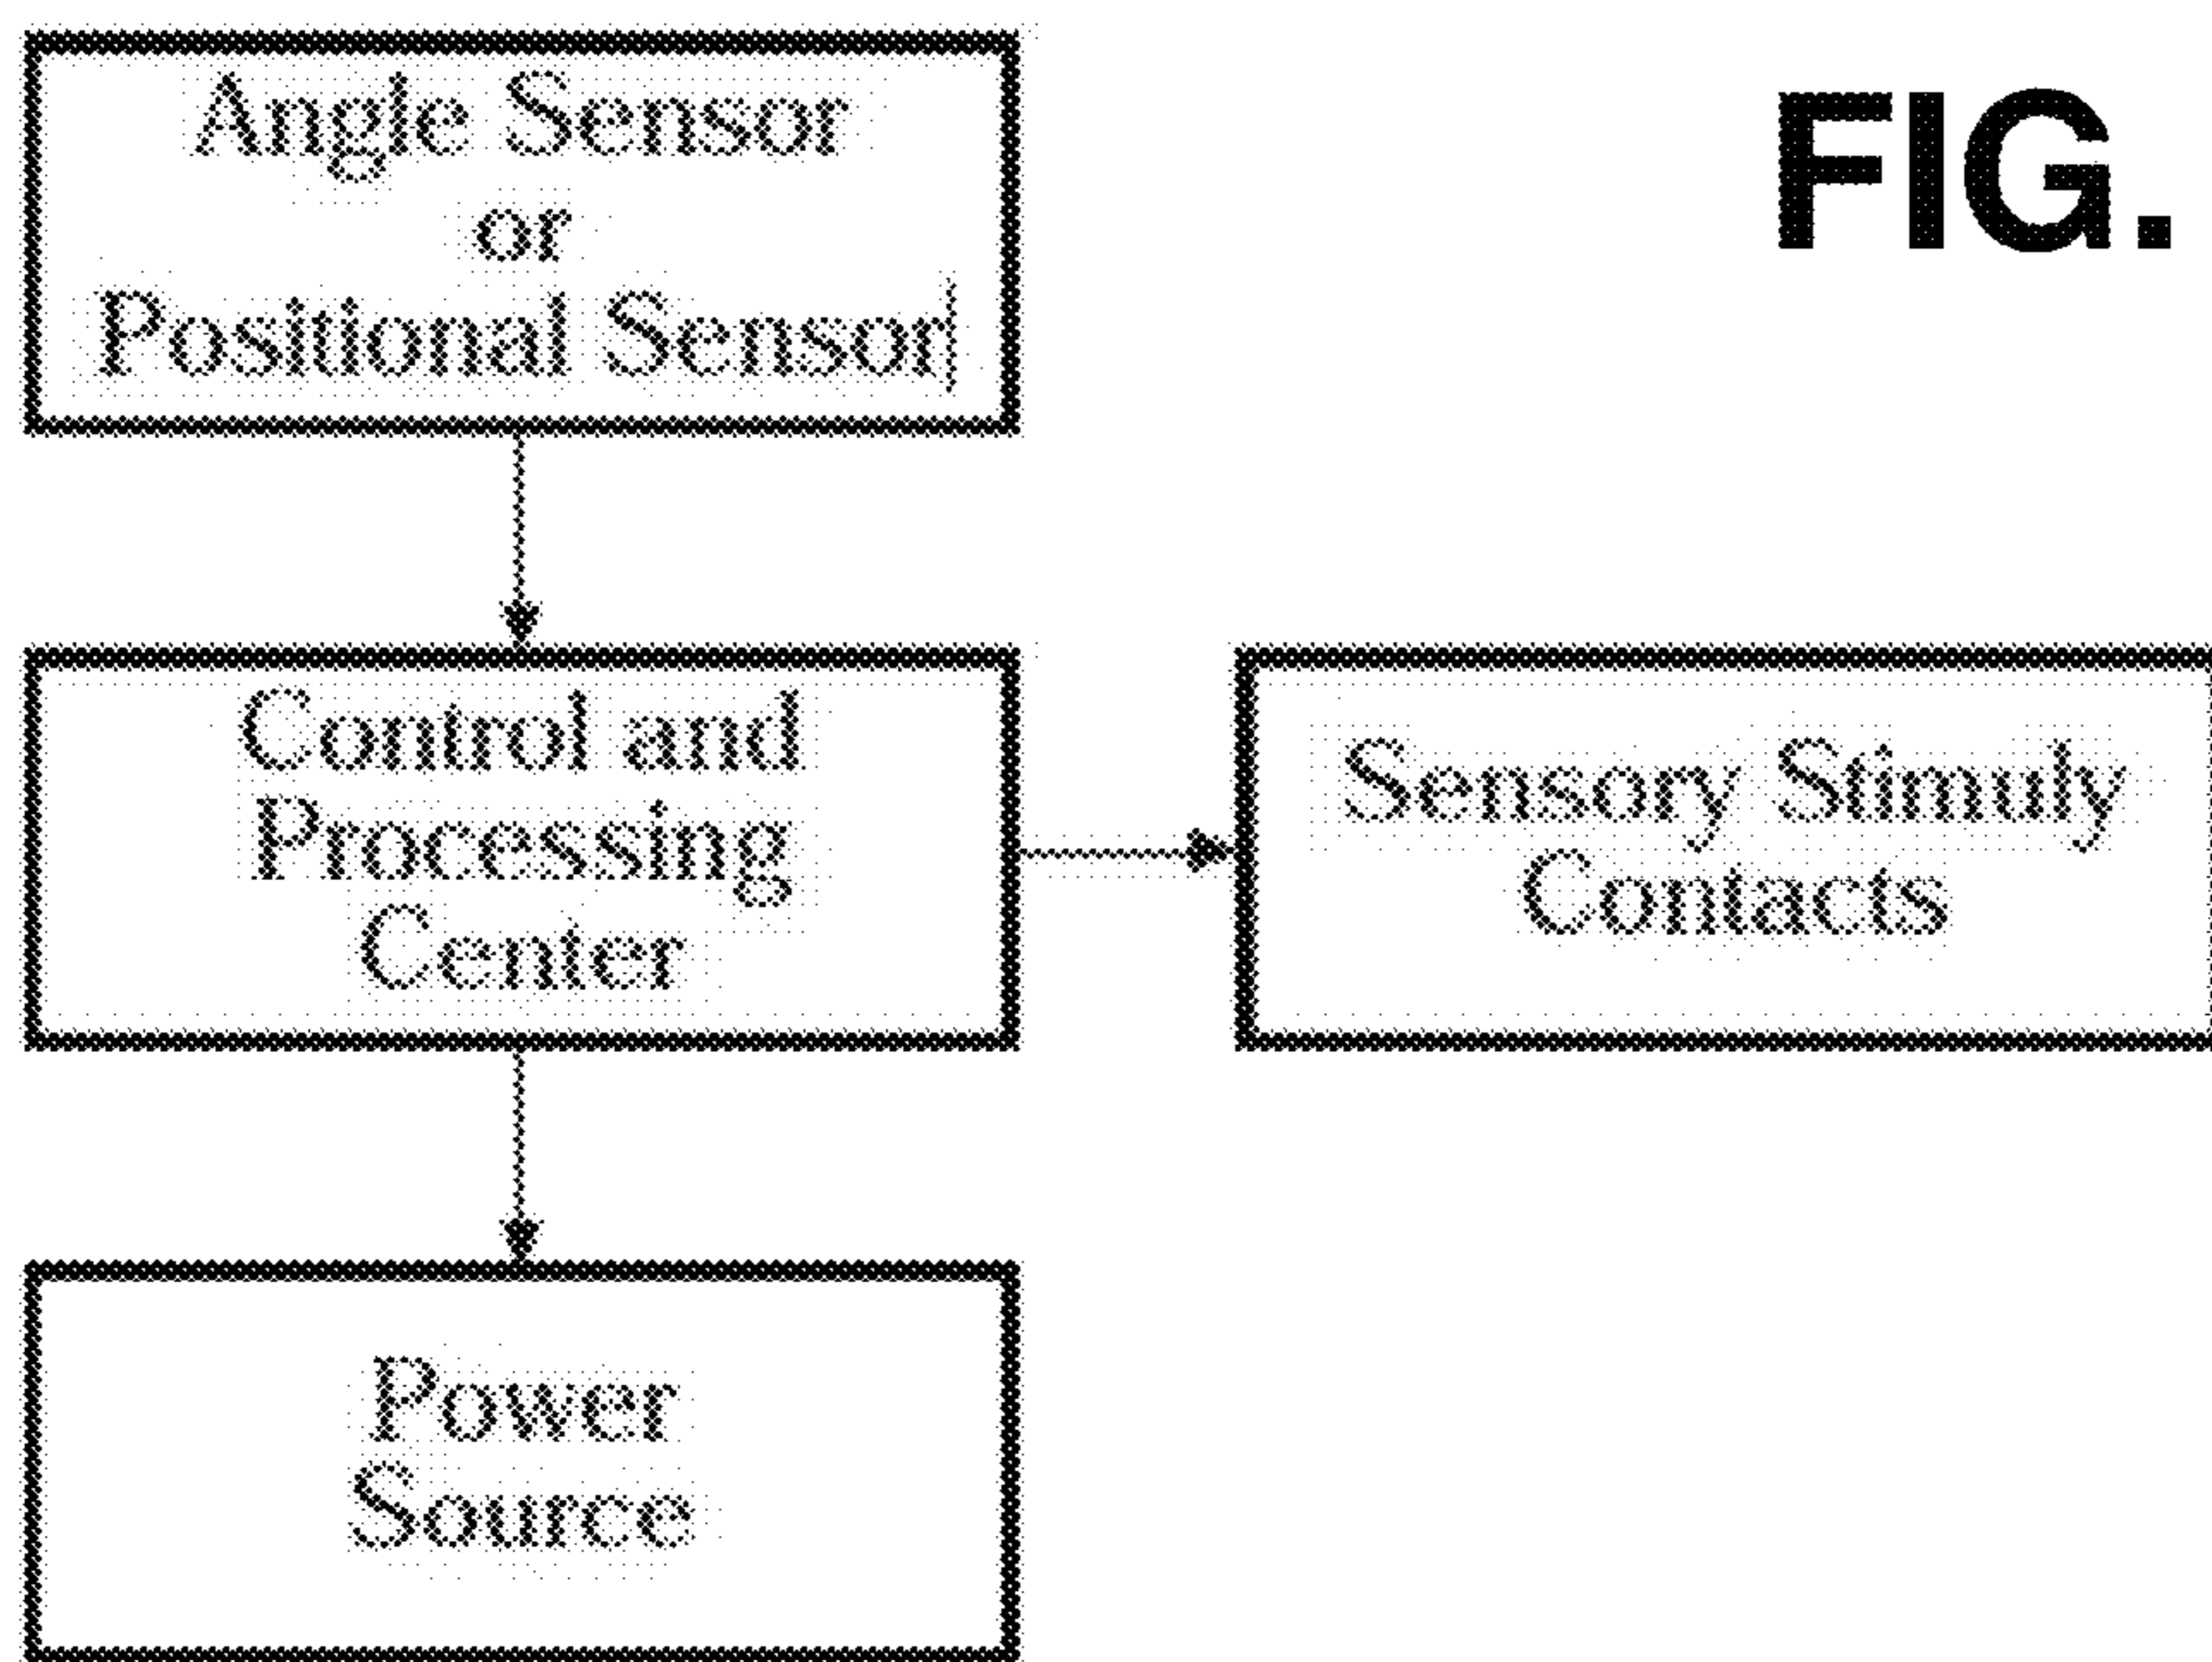 Angle Sensor
or
Positional Sensor
FIG.
Control and
Processing
Center
Sensory Stimuly
Contacts
Power
Source